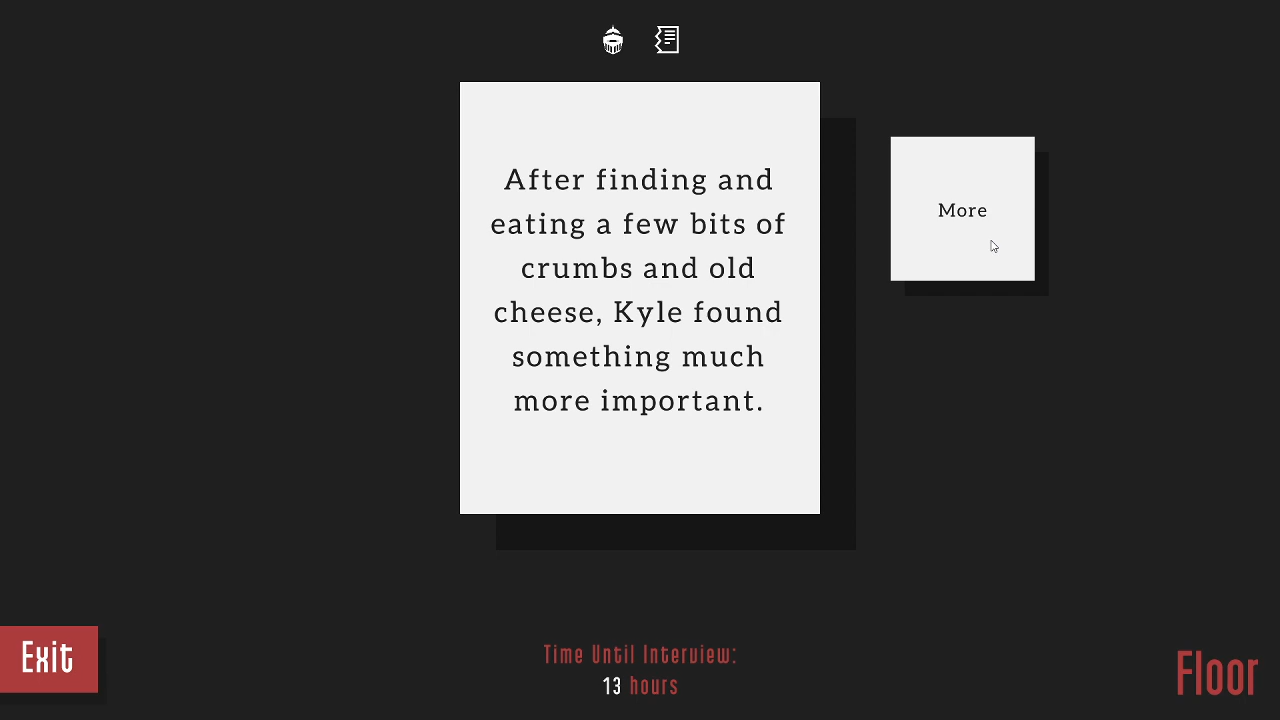 After finding and
eating a few bits of
crumbs and old
cheese, Kyle found
something much
more important.
More
Exit
Time Until Interview:
13 hours
Floor